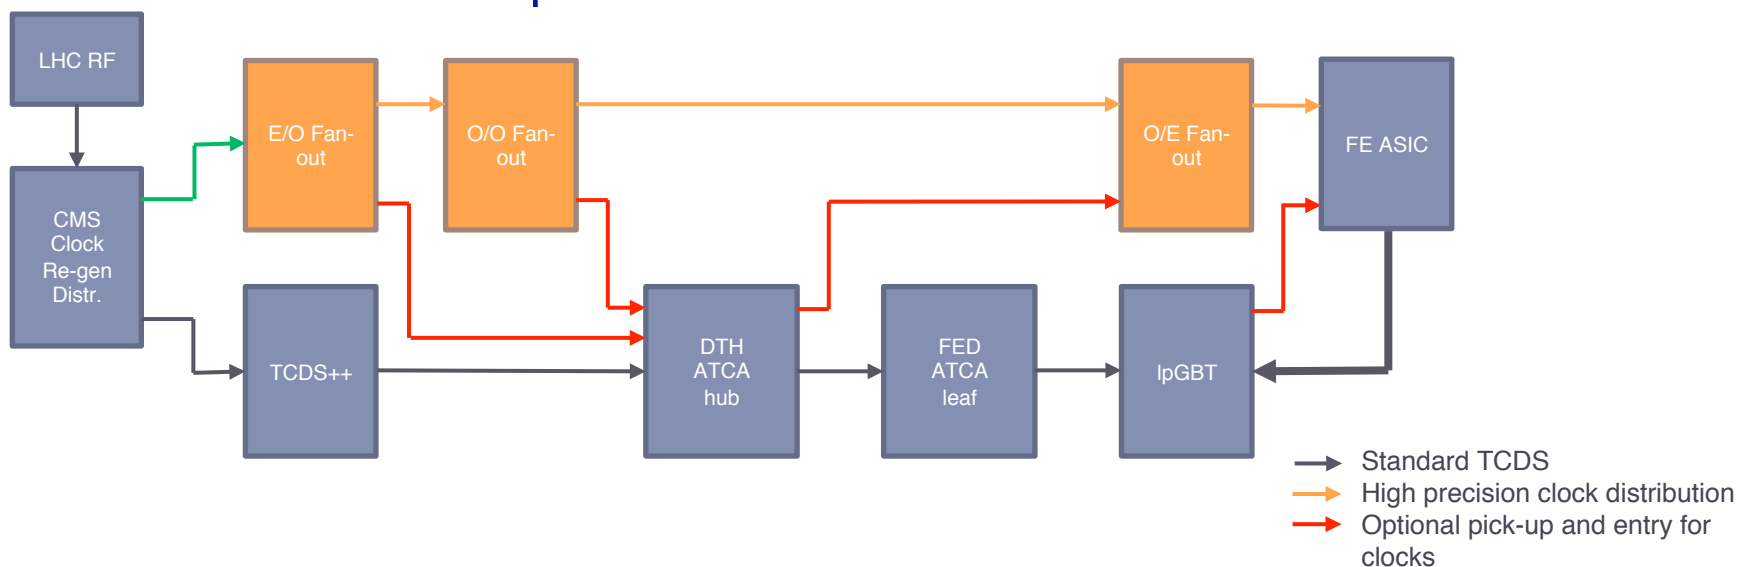 LHC RF
CMS
Clock
Re-gen
Distr.
E/O Fan-
out
O/O Fan-
out
O/E Fan-
out
FE ASIC
TCDS++
DTH
ATCA
hub
FED
ATCA
leaf
lpGBT
Standard TCDS
High precision clock distribution
Optional pick-up and entry for
clocks